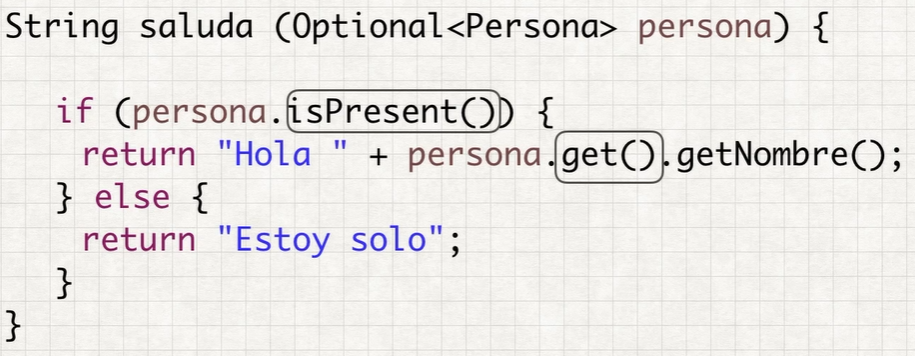 String saluda (Optional<Persona> persona) {
if (persona.isPresent()) {
return "Hola " + persona.get().getNombre();
} else {
return "Estoy solo";
}
}